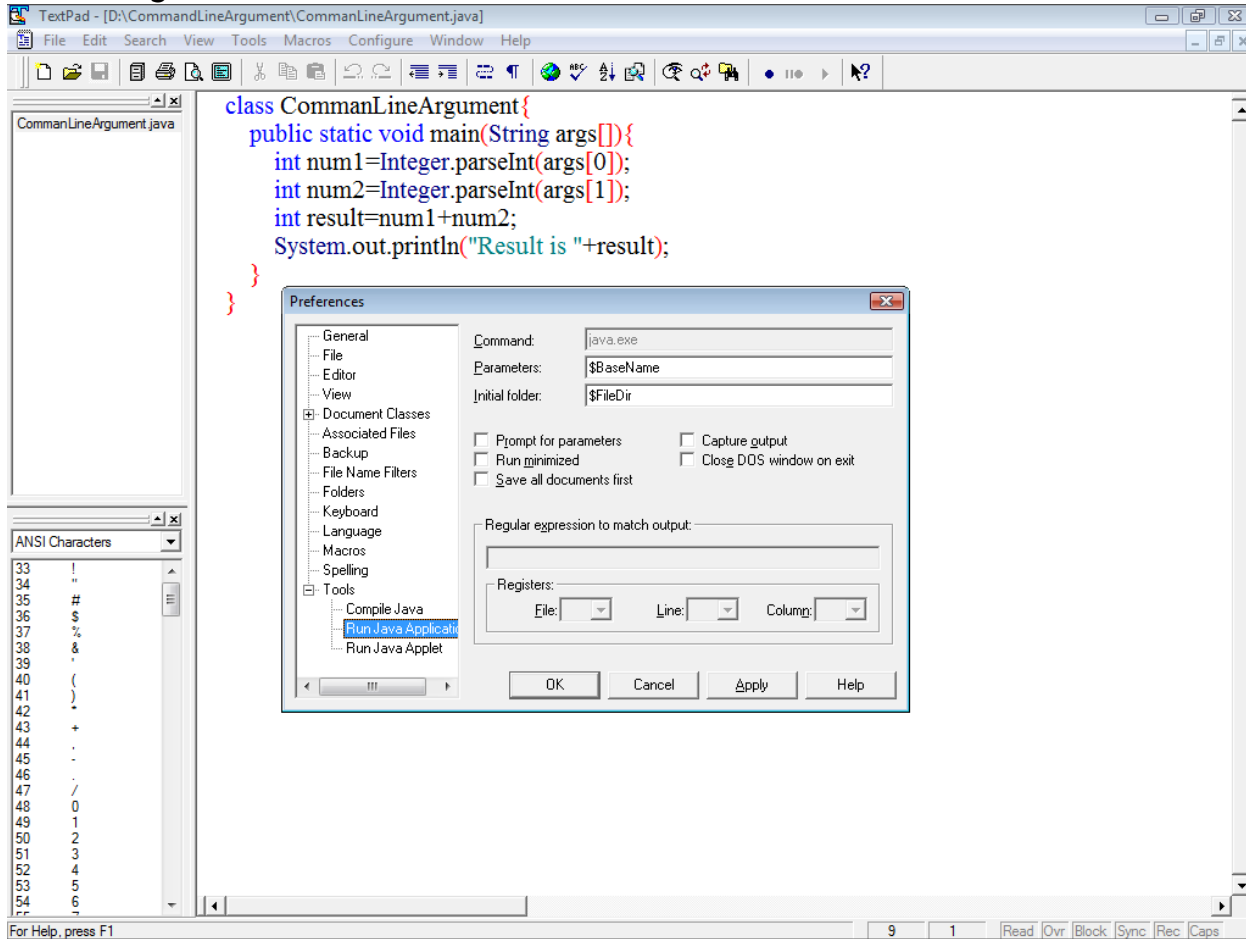 TextPad - [D:\CommandLineArgument\CommanLineArgument.java]
File Edit Search View Tools Macros Configure Window Help
CommanLineArgument.java
class CommanLineArgument{
public static void main(String args[]){
int num1=Integer.parseInt(args[0]);
int num2=Integer.parseInt(args[1]);
int result=num1+num2;
System.out.println("Result is "+result);
}
}
Preferences
General
File
Editor
View
Document Classes
Associated Files
Backup
File Name Filters
Folders
Keyboard
Language
Macros
Spelling
Tools
Compile Java
Run Java Applicatio
Run Java Applet
Command: java.exe
Parameters: $BaseName
Initial folder: $FileDir
Prompt for parameters Capture output
Run minimized Close DOS window on exit
Save all documents first
Regular expression to match output:
Registers:
File: Line: Column:
OK Cancel Apply Help
ANSI Characters
33 !
34 "
35 #
36 $
37 %
38 &
39 '
40 (
41 )
42 *
43 +
44 ,
45 -
46 .
47 /
48 0
49 1
50 2
51 3
52 4
53 5
54 6
For Help, press F1
9 1 Read Ovr Block Sync Rec Caps